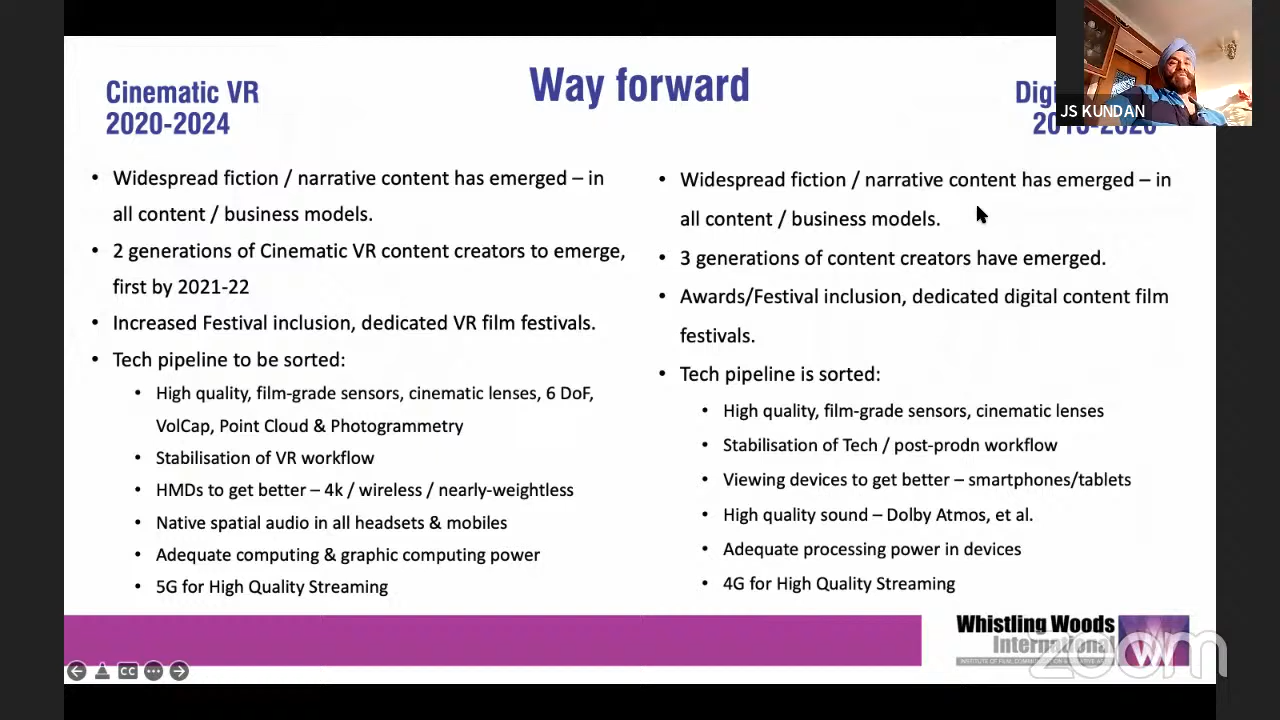 Way forward
Cinematic VR
2020-2024
• Widespread fiction / narrative content has emerged – in
all content / business models.
• 2 generations of Cinematic VR content creators to emerge,
first by 2021-22
• Increased Festival inclusion, dedicated VR film festivals.
• Tech pipeline to be sorted:
• High quality, film-grade sensors, cinematic lenses, 6 DoF,
VolCap, Point Cloud & Photogrammetry
• Stabilisation of VR workflow
• HMDs to get better – 4k / wireless / nearly-weightless
• Native spatial audio in all headsets & mobiles
• Adequate computing & graphic computing power
• 5G for High Quality Streaming
JS KUNDAN
• Widespread fiction / narrative content has emerged – in
all content / business models.
• 3 generations of content creators have emerged.
• Awards/Festival inclusion, dedicated digital content film
festivals.
• Tech pipeline is sorted:
• High quality, film-grade sensors, cinematic lenses
• Stabilisation of Tech / post-prodn workflow
• Viewing devices to get better – smartphones/tablets
• High quality sound – Dolby Atmos, et al.
• Adequate processing power in devices
• 4G for High Quality Streaming
Whistling Woods
International
zoom
CC